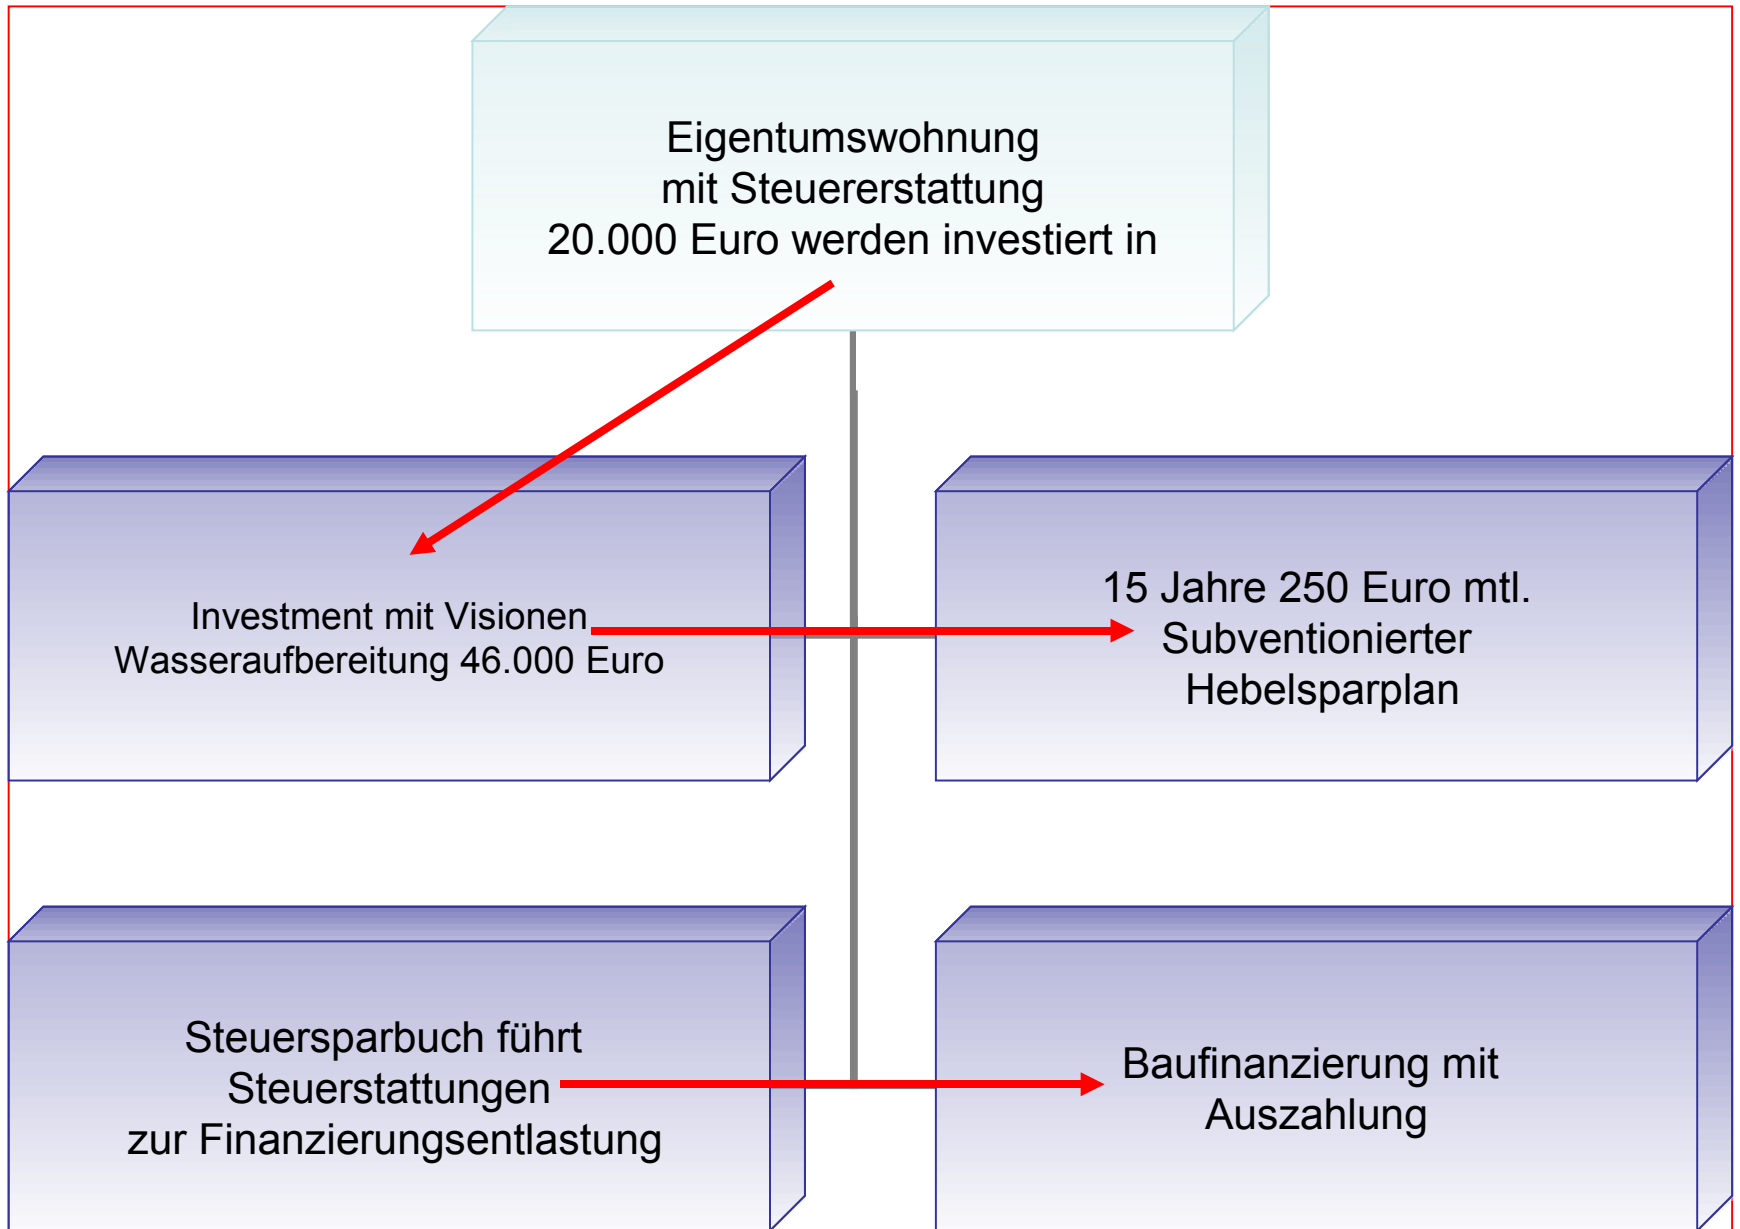 Eigentumswohnung
mit Steuererstattung
20.000 Euro werden investiert in
Investment mit Visionen
Wasseraufbereitung 46.000 Euro
15 Jahre 250 Euro mtl.
Subventionierter
Hebelsparplan
Steuersparbuch führt
Steuerstattungen
zur Finanzierungsentlastung
Baufinanzierung mit
Auszahlung